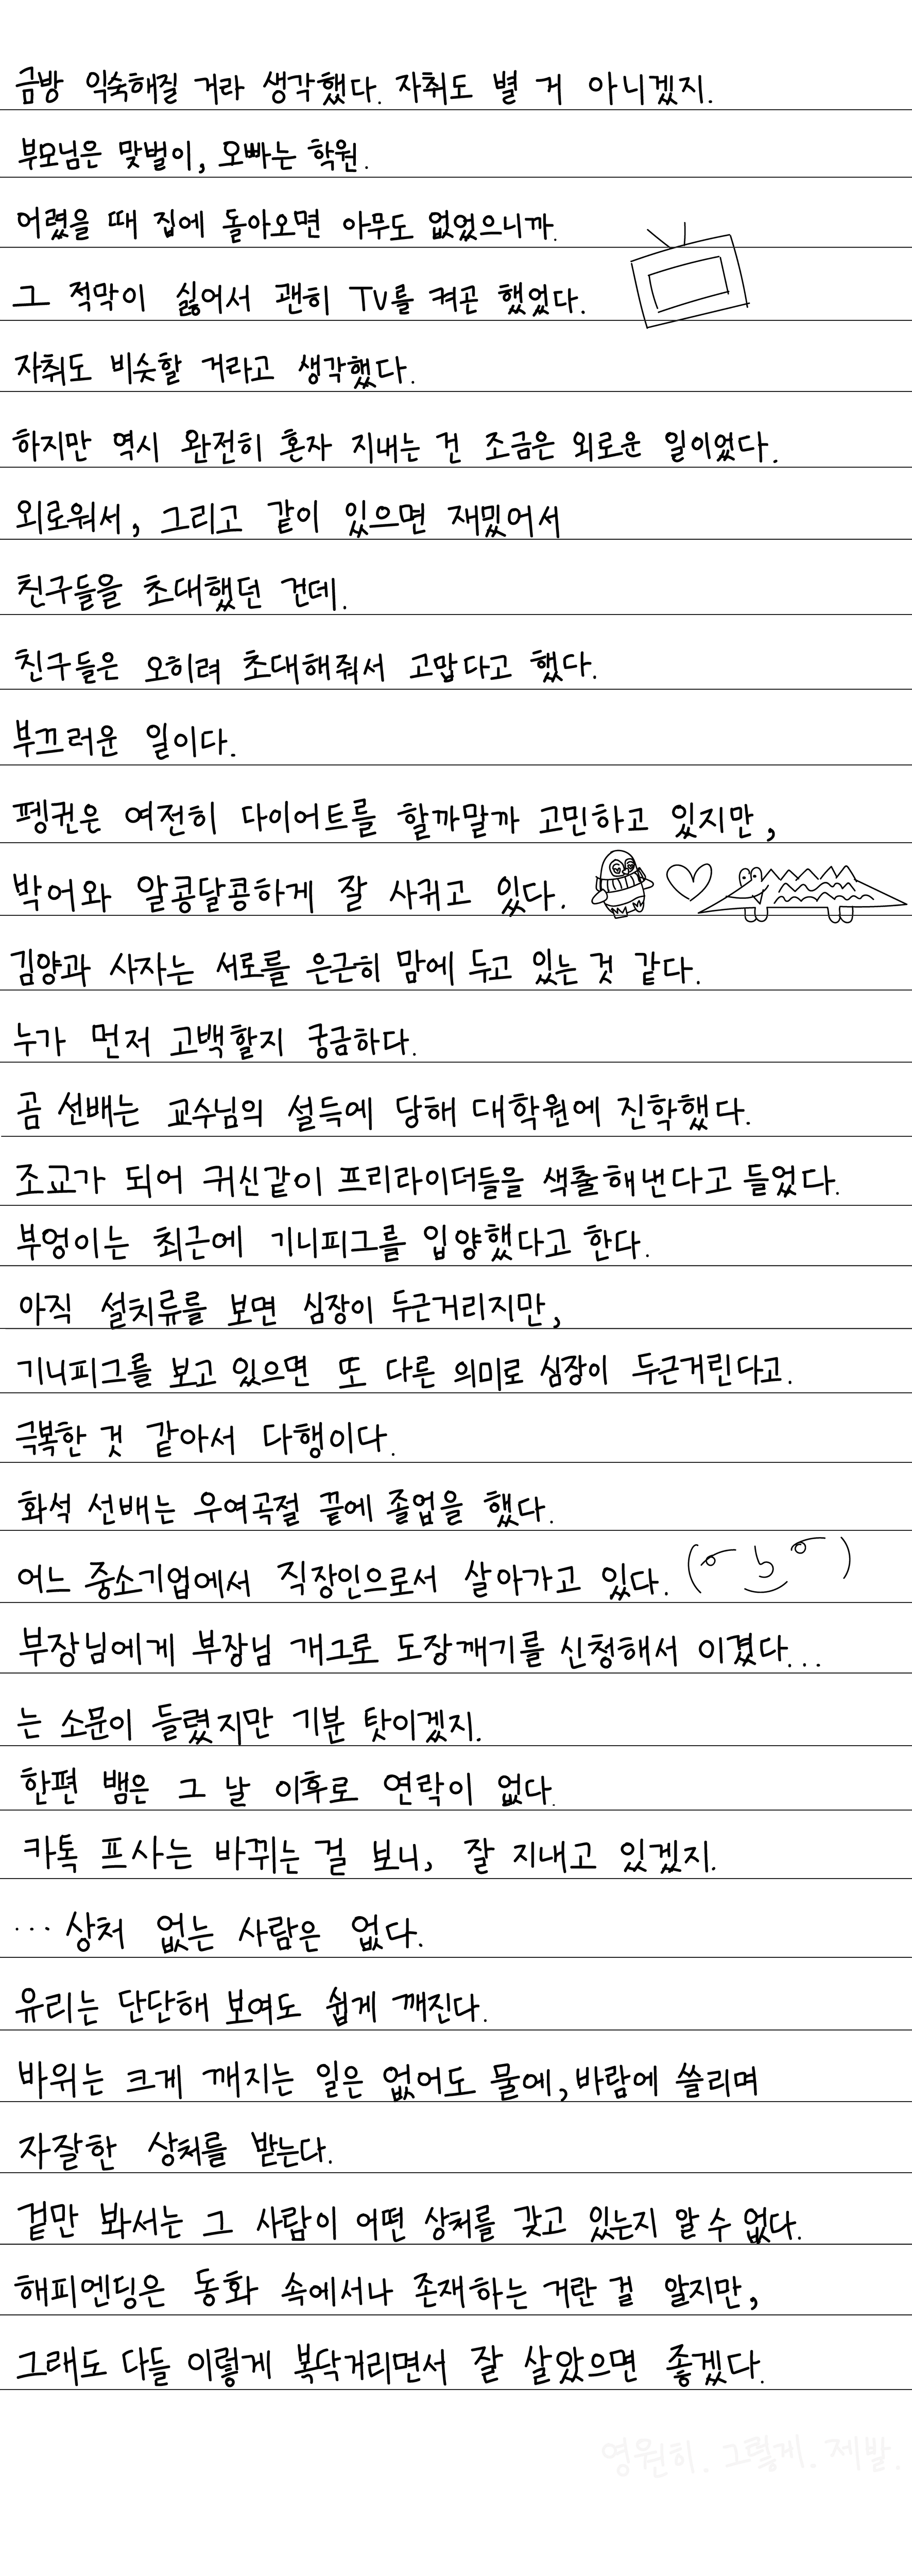 금방 익숙해질 거라 생각했다. 자취도 별 거 아니겠지.
부모님은 맞벌이, 오빠는 학원.
어렸을 때 집에 돌아오면 아무도 없었으니까.
그 적막이 싫어서 괜히 TV를 켜곤 했었다.
자취도 비슷할 거라고 생각했다.
하지만 역시 완전히 혼자 지내는 건 조금은 외로운 일이었다.
외로워서, 그리고 같이 있으면 재밌어서
친구들을 초대했던 건데.
친구들은 오히려 초대해줘서 고맙다고 했다.
부끄러운 일이다.
펭귄은 여전히 다이어트를 할까말까 고민하고 있지만,
박어와 알콩달콩하게 잘 사귀고 있다.
김양과 사자는 서로를 은근히 맘에 두고 있는 것 같다.
누가 먼저 고백할지 궁금하다.
곰 선배는 교수님의 설득에 당해 대학원에 진학했다.
조교가 되어 귀신같이 프리라이더들을 색출해낸다고 들었다.
부엉이는 최근에 기니피그를 입양했다고 한다.
아직 설치류를 보면 심장이 두근거리지만,
기니피그를 보고 있으면 또 다른 의미로 심장이 두근거린다고.
극복한 것 같아서 다행이다.
화석 선배는 우여곡절 끝에 졸업을 했다.
어느 중소기업에서 직장인으로서 살아가고 있다.
부장님에게 부장님 개그로 도장깨기를 신청해서 이겼다...
는 소문이 들렸지만 기분 탓이겠지.
한편 뱀은 그 날 이후로 연락이 없다.
카톡 프사는 바뀌는 걸 보니, 잘 지내고 있겠지.
...상처 없는 사람은 없다.
유리는 단단해 보여도 쉽게 깨진다.
바위는 크게 깨지는 일은 없어도 물에, 바람에 쓸리며
자잘한 상처를 받는다.
겉만 봐서는 그 사람이 어떤 상처를 갖고 있는지 알 수 없다.
해피엔딩은 동화 속에서나 존재하는 거란 걸 알지만,
그래도 다들 이렇게 복닥거리면서 잘 살았으면 좋겠다.
영원히. 그렇게. 제발.